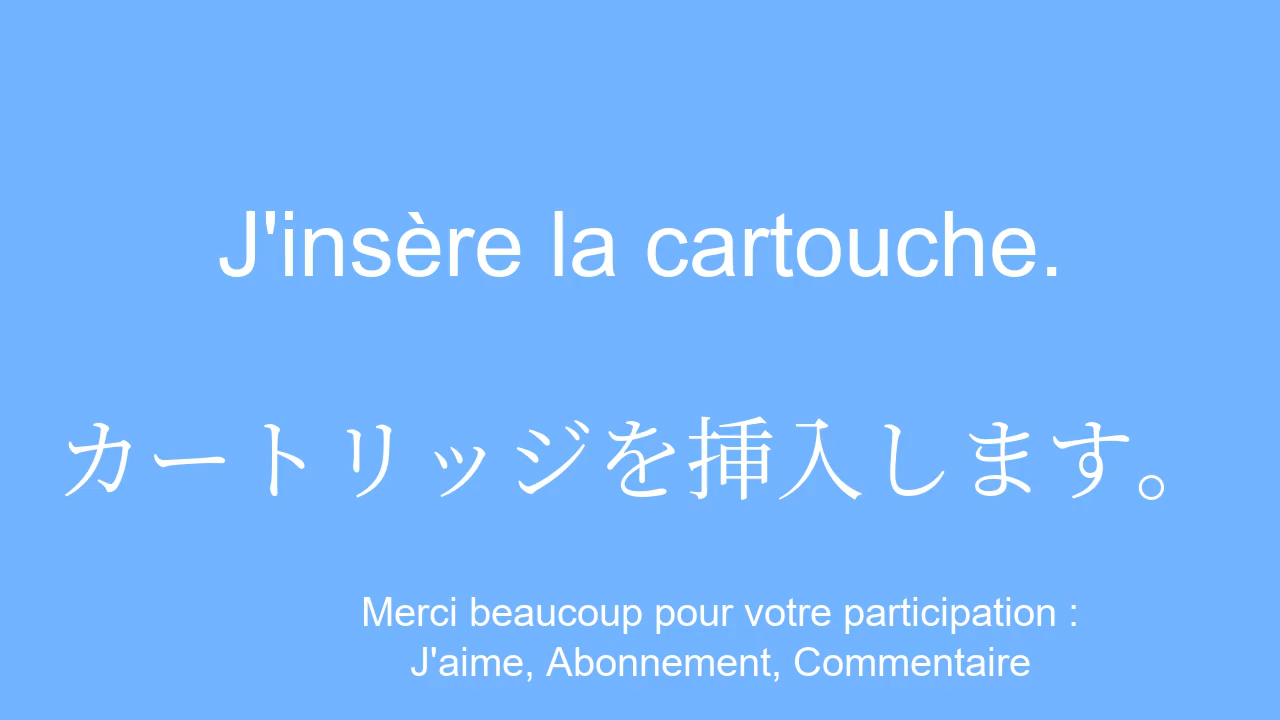 J'insère la cartouche.
カートリッジを挿入します。
Merci beaucoup pour votre participation :
J'aime, Abonnement, Commentaire